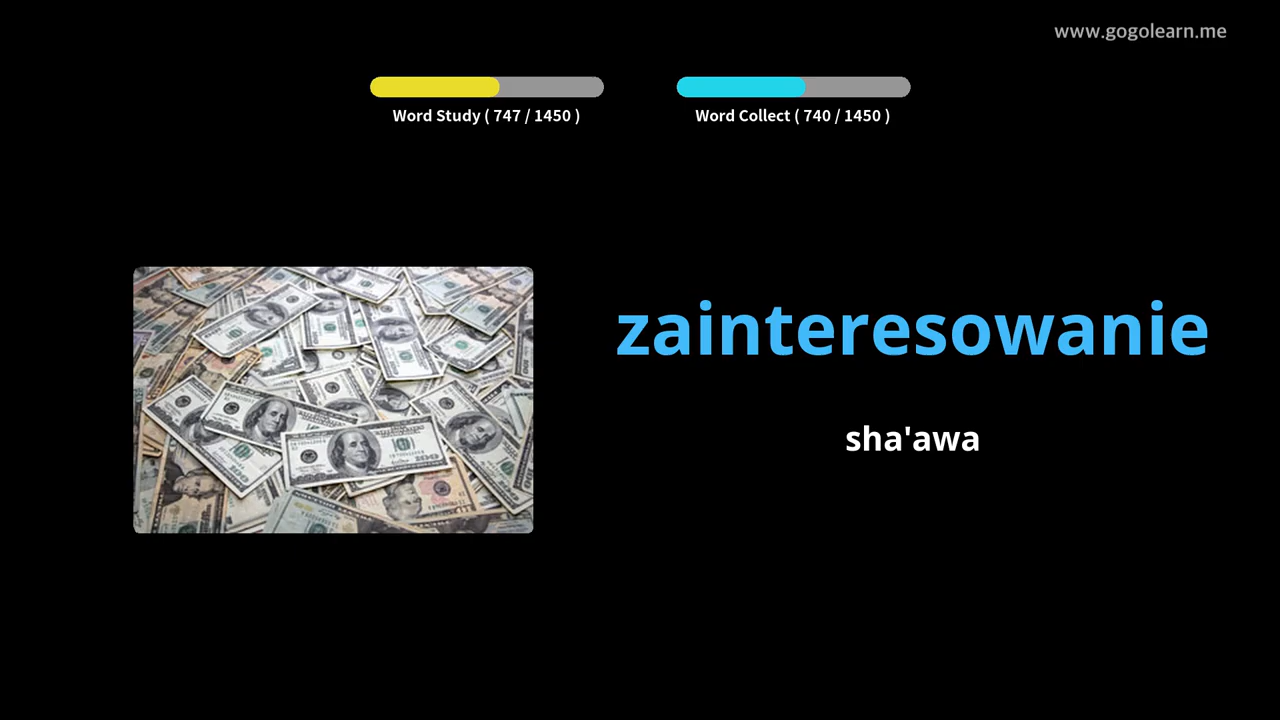 www.gogolearn.me
Word Study ( 747 / 1450 )
Word Collect ( 740 / 1450 )
zainteresowanie
sha'awa